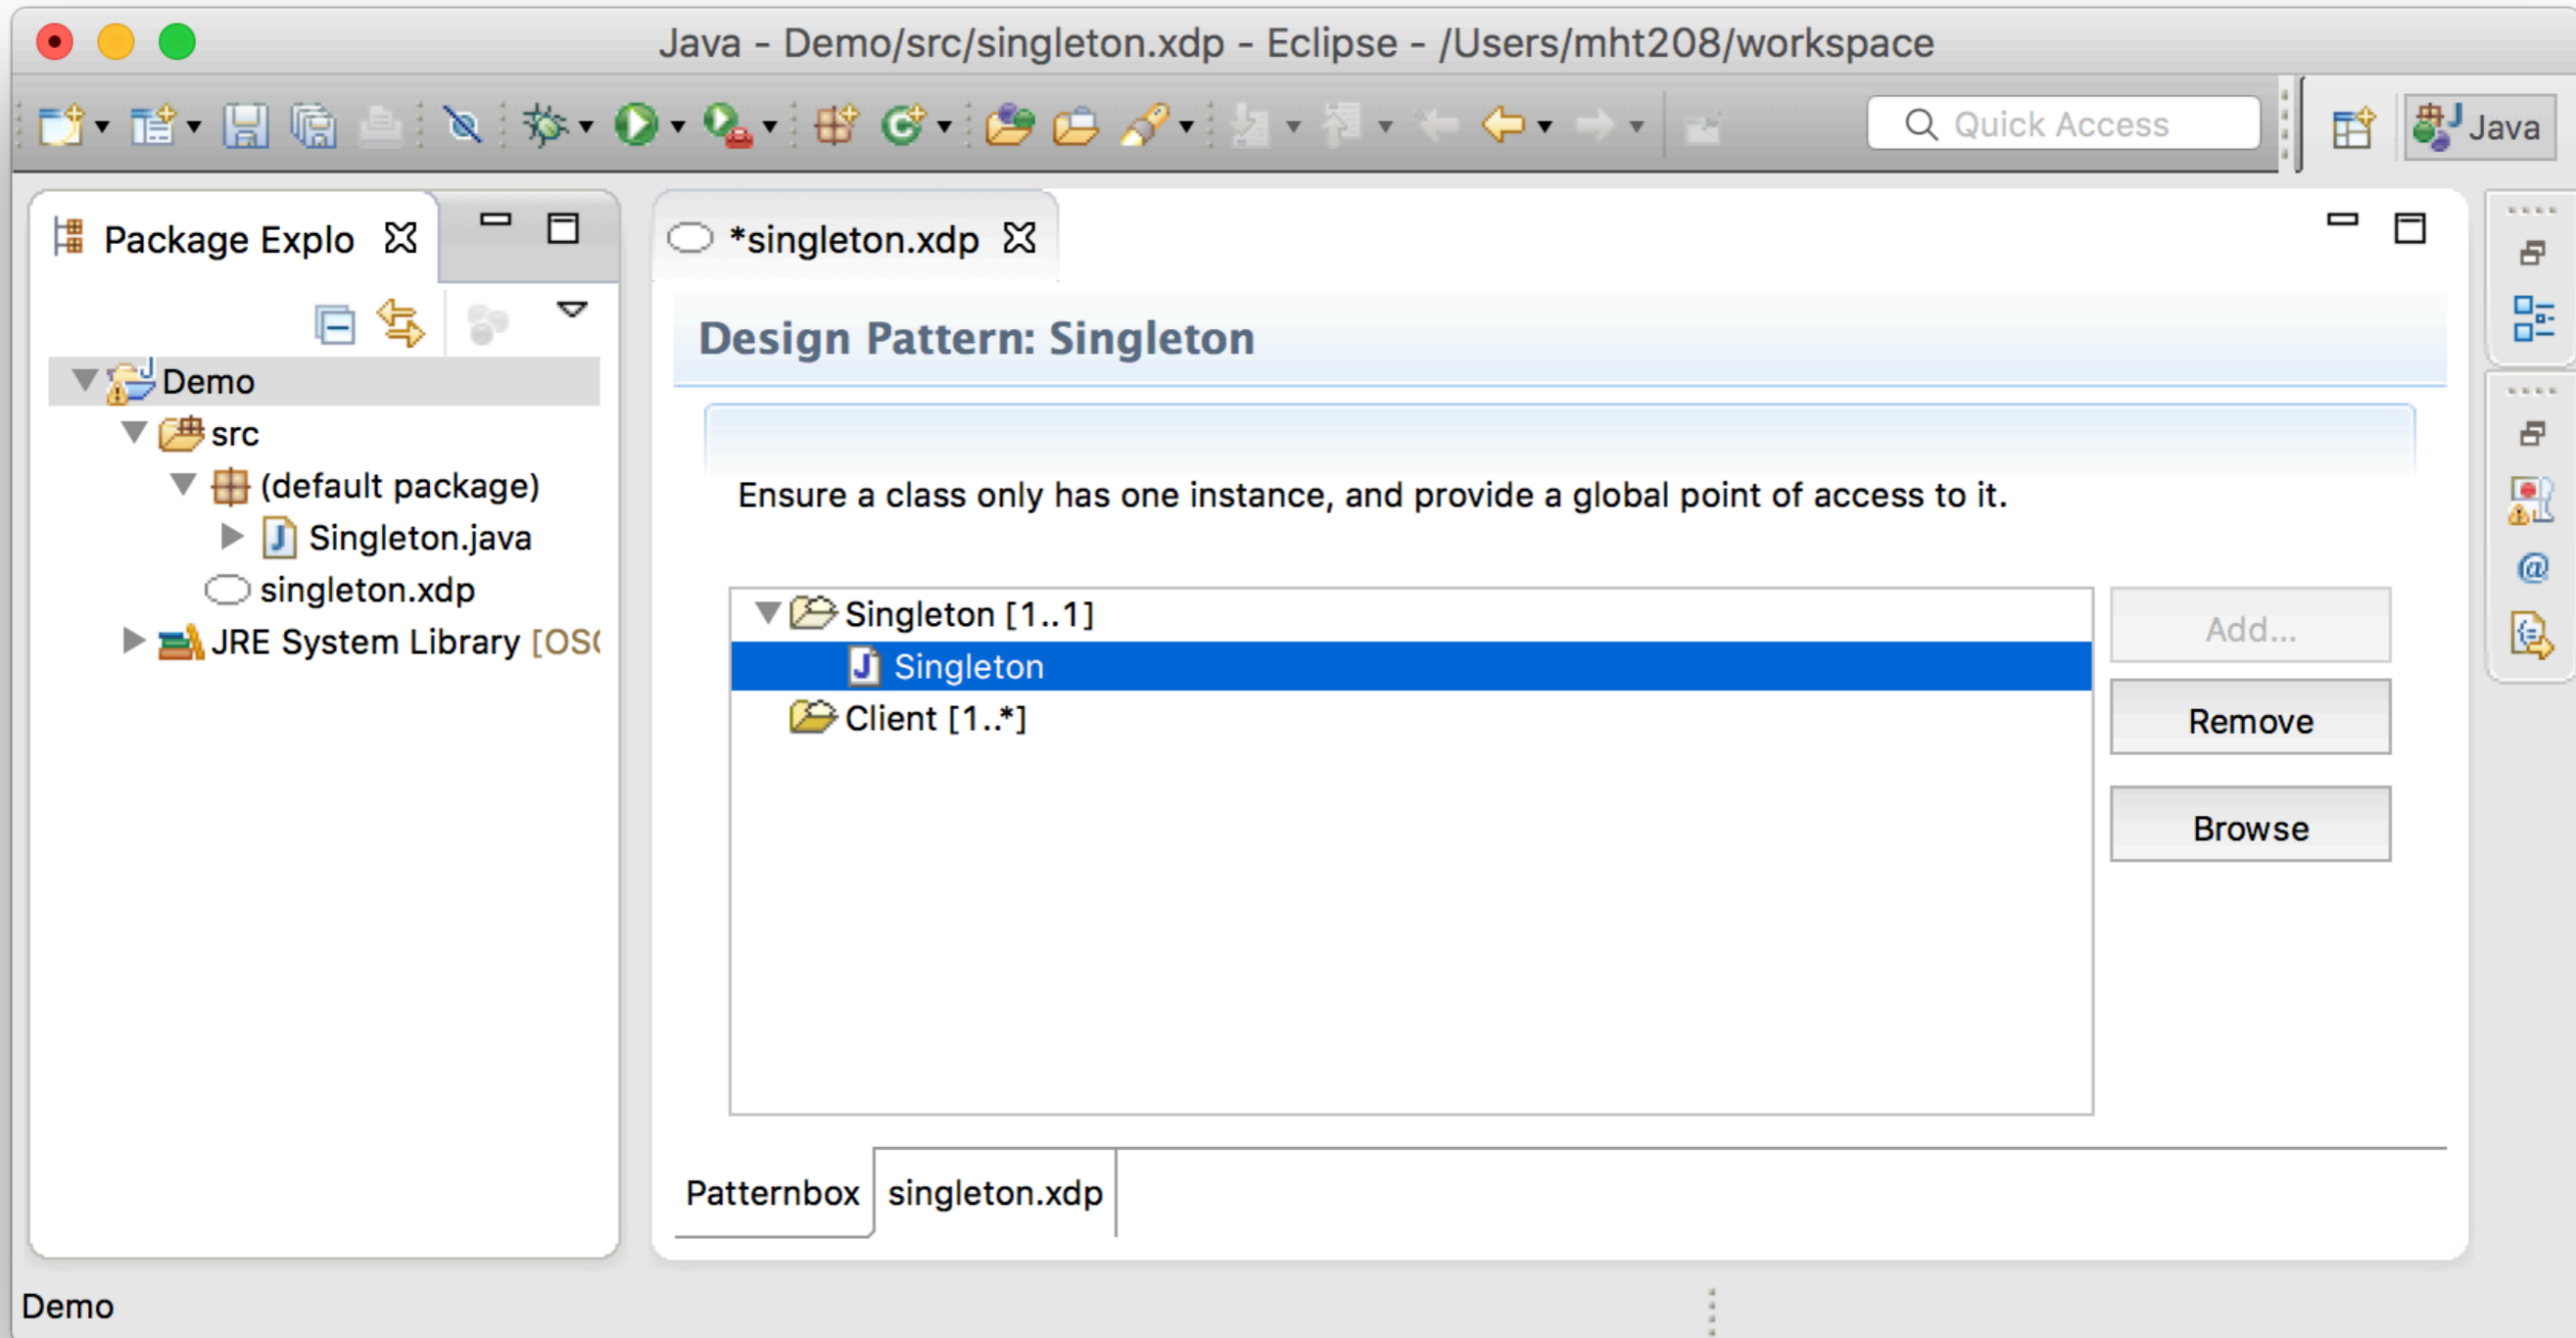 Java - Demo/src/singleton.xdp - Eclipse - /Users/mht208/workspace
Quick Access
Java
Package Explo
Demo
src
(default package)
Singleton.java
singleton.xdp
JRE System Library [OS
*singleton.xdp
Design Pattern: Singleton
Ensure a class only has one instance, and provide a global point of access to it.
Singleton [1..1]
Singleton
Client [1..*]
Add...
Remove
Browse
Patternbox
singleton.xdp
Demo